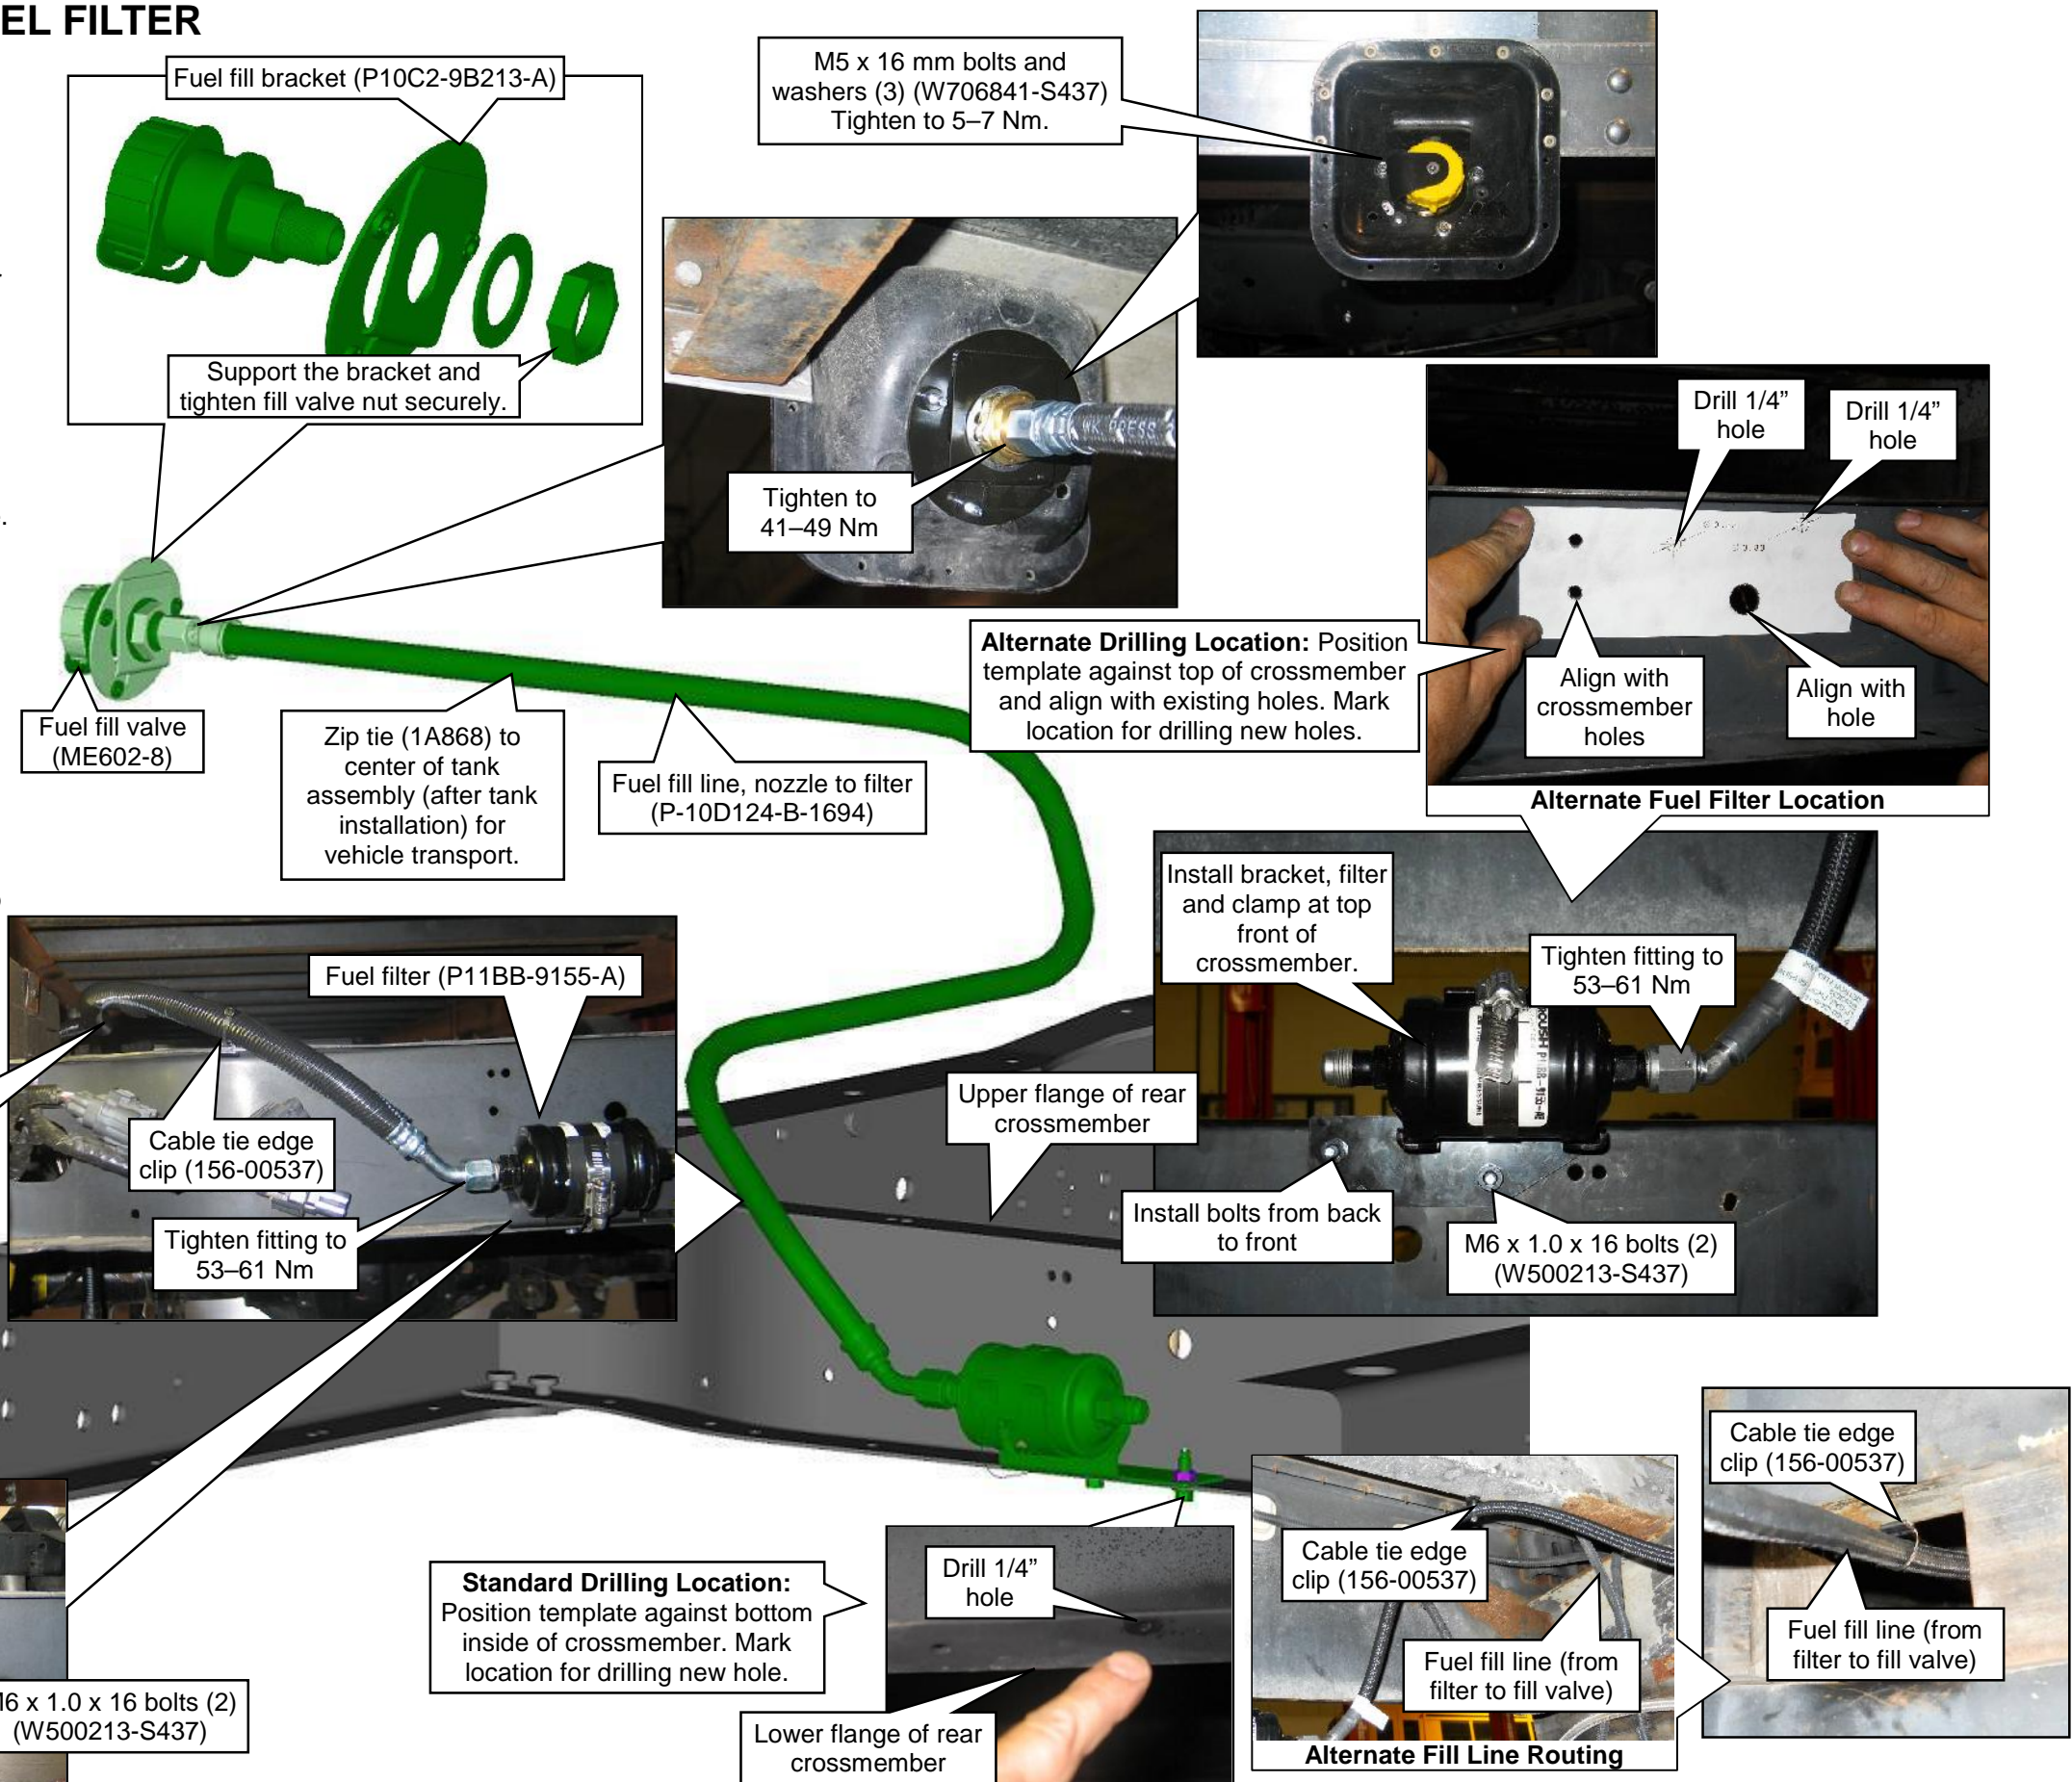 EL FILTER
Fuel fill bracket (P10C2-9B213-A)
Support the bracket and
tighten fill valve nut securely.
M5 x 16 mm bolts and
washers (3) (W706841-S437)
Tighten to 5–7 Nm.
Tighten to
41–49 Nm
Drill 1/4”
hole
Drill 1/4”
hole
Align with
crossmember
holes
Align with
hole
Alternate Fuel Filter Location
Alternate Drilling Location: Position
template against top of crossmember
and align with existing holes. Mark
location for drilling new holes.
Fuel fill valve
(ME602-8)
Zip tie (1A868) to
center of tank
assembly (after tank
installation) for
vehicle transport.
Fuel fill line, nozzle to filter
(P-10D124-B-1694)
Install bracket, filter
and clamp at top
front of
crossmember.
Tighten fitting to
53–61 Nm
Install bolts from back
to front
M6 x 1.0 x 16 bolts (2)
(W500213-S437)
Fuel filter (P11BB-9155-A)
Cable tie edge
clip (156-00537)
Tighten fitting to
53–61 Nm
Upper flange of rear
crossmember
Standard Drilling Location:
Position template against bottom
inside of crossmember. Mark
location for drilling new hole.
Drill 1/4”
hole
Lower flange of rear
crossmember
6 x 1.0 x 16 bolts (2)
(W500213-S437)
Cable tie edge
clip (156-00537)
Fuel fill line (from
filter to fill valve)
Alternate Fill Line Routing
Cable tie edge
clip (156-00537)
Fuel fill line (from
filter to fill valve)